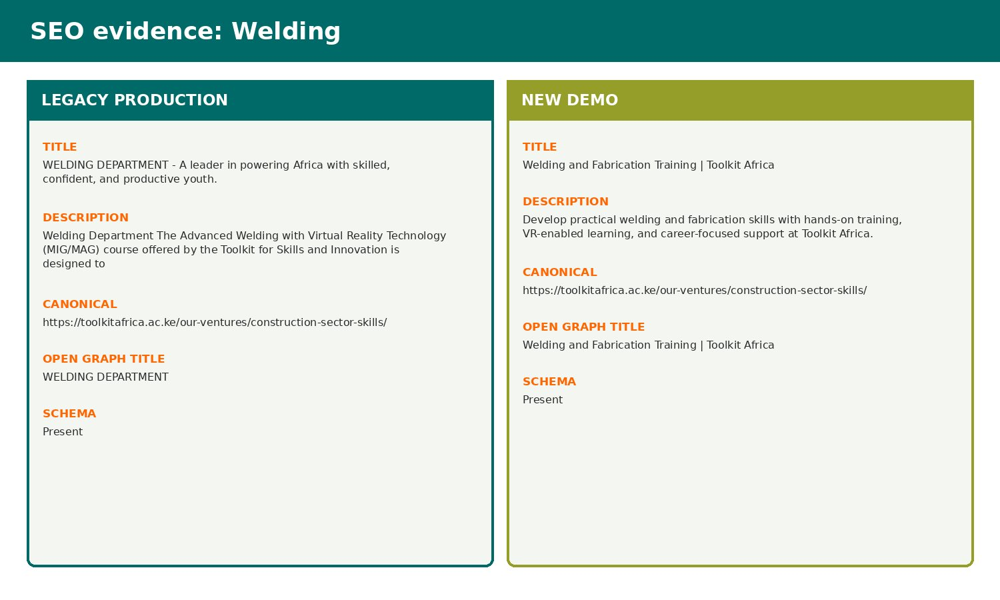 SEO evidence: Welding
LEGACY PRODUCTION
TITLE
WELDING DEPARTMENT - A leader in powering Africa with skilled,
confident, and productive youth.
DESCRIPTION
Welding Department The Advanced Welding with Virtual Reality Technology
(MIG/MAG) course offered by the Toolkit for Skills and Innovation is
designed to
CANONICAL
https://toolkitafrica.ac.ke/our-ventures/construction-sector-skills/
OPEN GRAPH TITLE
WELDING DEPARTMENT
SCHEMA
Present
NEW DEMO
TITLE
Welding and Fabrication Training | Toolkit Africa
DESCRIPTION
Develop practical welding and fabrication skills with hands-on training,
VR-enabled learning, and career-focused support at Toolkit Africa.
CANONICAL
https://toolkitafrica.ac.ke/our-ventures/construction-sector-skills/
OPEN GRAPH TITLE
Welding and Fabrication Training | Toolkit Africa
SCHEMA
Present